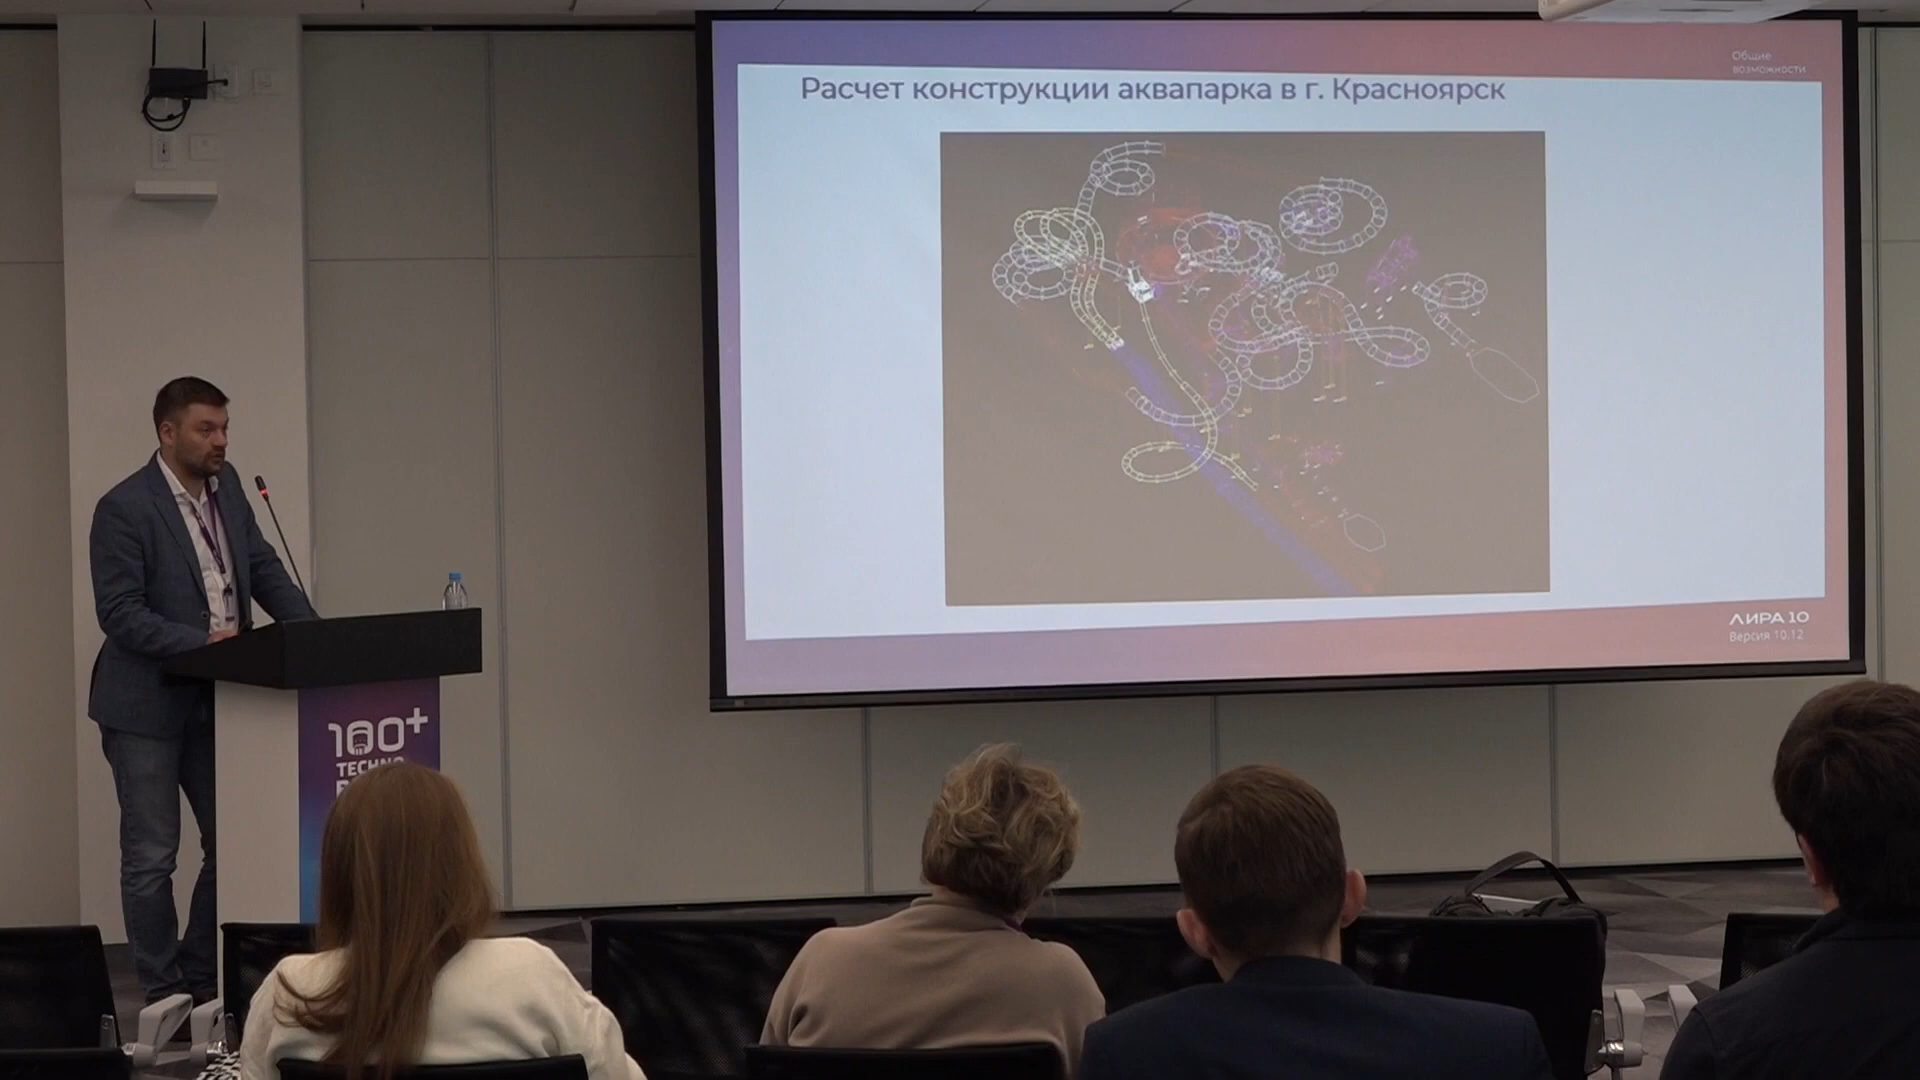 Общие
возможности
Расчет конструкции аквапарка в г. Красноярск
ЛИРА 10
Версия 10.12
100+
TECHNO